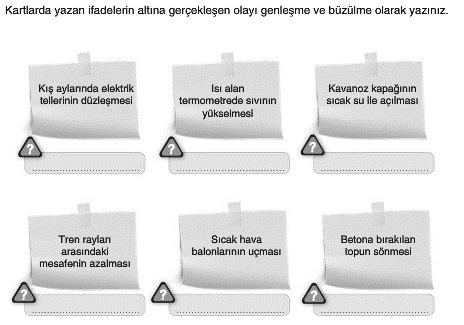 Kartlarda yazan ifadelerin altına gerçekleşen olayı genleşme ve büzülme olarak yazınız.
Kış aylarında elektrik
tellerinin düzleşmesi
Isı alan
termometrede sıvının
yükselmesi
Kavanoz kapağının
sıcak su ile açılması
?
?
?
Tren rayları
arasındaki
mesafenin azalması
Sıcak hava
balonlarının uçması
Betona bırakılan
topun sönmesi
?
?
?